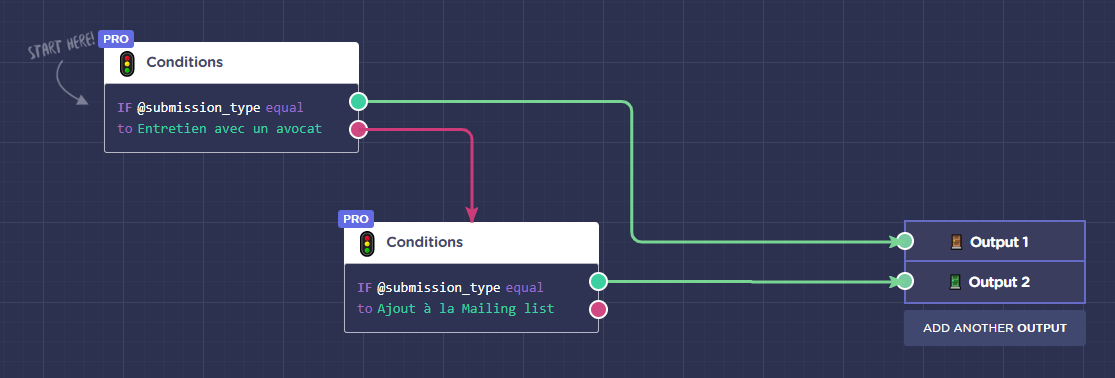 START HERE!
PRO
Conditions
IF @submission_type equal
to Entretien avec un avocat
PRO
Conditions
IF @submission_type equal
to Ajout à la Mailing list
Output 1
Output 2
ADD ANOTHER OUTPUT